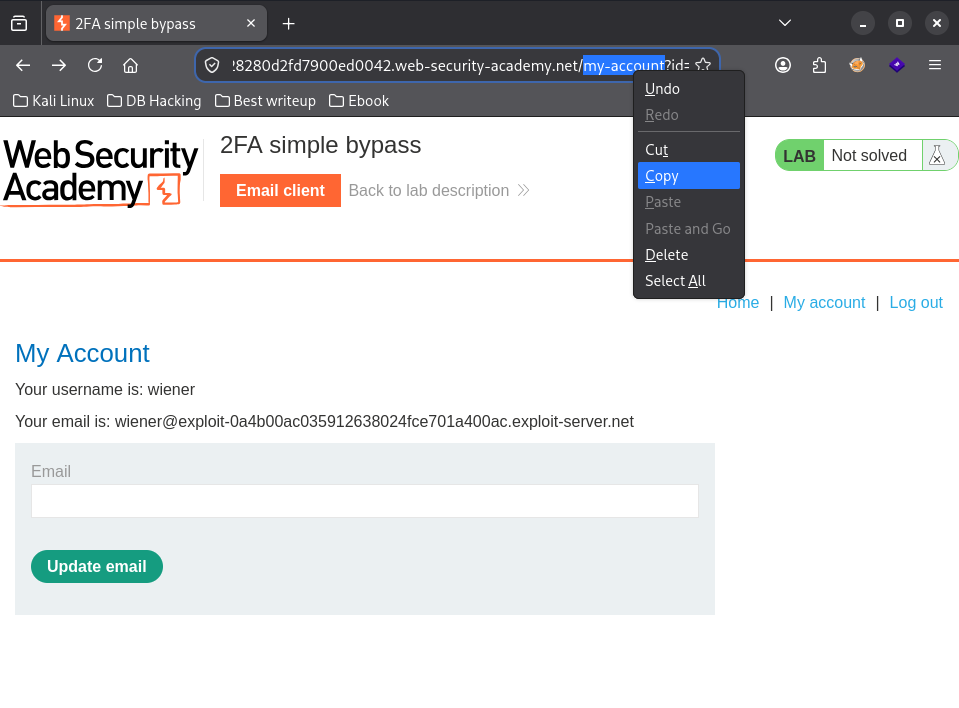 2FA simple bypass
28280d2fd7900ed0042.web-security-academy.net/my-account?id=
Kali Linux DB Hacking Best writeup Ebook
Undo
Redo
Cut
Copy
Paste
Paste and Go
Delete
Select All
Web Security
Academy
2FA simple bypass
Email client Back to lab description
LAB Not solved
Home | My account | Log out
My Account
Your username is: wiener
Your email is: wiener@exploit-0a4b00ac035912638024fce701a400ac.exploit-server.net
Email
Update email